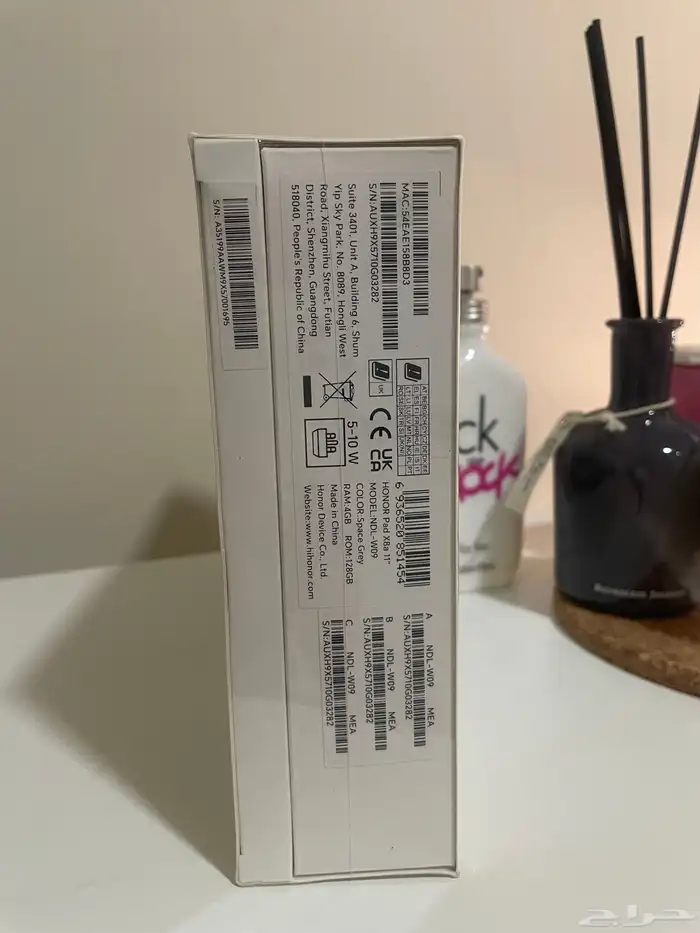 MAC:54EAE158B8D3
S/N:AUXH9X5710G03282
Suite 3401, Unit A, Building 6, Shum
Yip Sky Park, No. 8089, Hongli West
Road, Xiangmihu Street, Futian
District, Shenzhen, Guangdong
518040, People's Republic of China
UK
CE UK
CA
5-10 W
6 936520 851454
HONOR Pad X8a 11"
MODEL:NDL-W09
COLOR:Space Grey
RAM:4GB ROM:128GB
Made in China
Honor Device Co., Ltd.
Website:www.hihonor.com
A NDL-W09 MEA
S/N:AUXH9X5710G03282
B NDL-W09 MEA
S/N:AUXH9X5710G03282
C NDL-W09 MEA
S/N:AUXH9X5710G03282
S/N: A35199AAWM9X57001695
ck
حراج